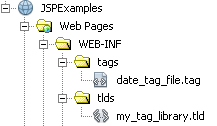 JSPExamples
Web Pages
WEB-INF
tags
date_tag_file.tag
tlds
my_tag_library.tld